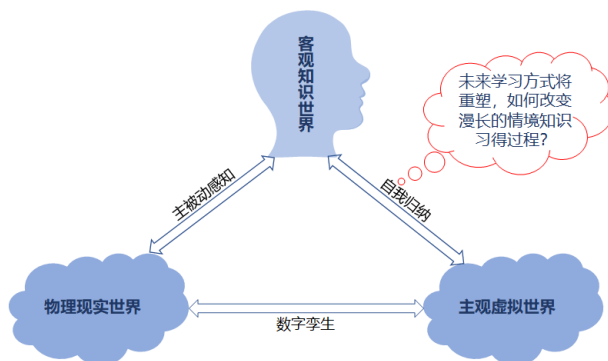 客观知识世界
未来学习方式将
重塑，如何改变
漫长的情境知识
习得过程？
主被动感知
自我归纳
物理现实世界
主观虚拟世界
数字孪生